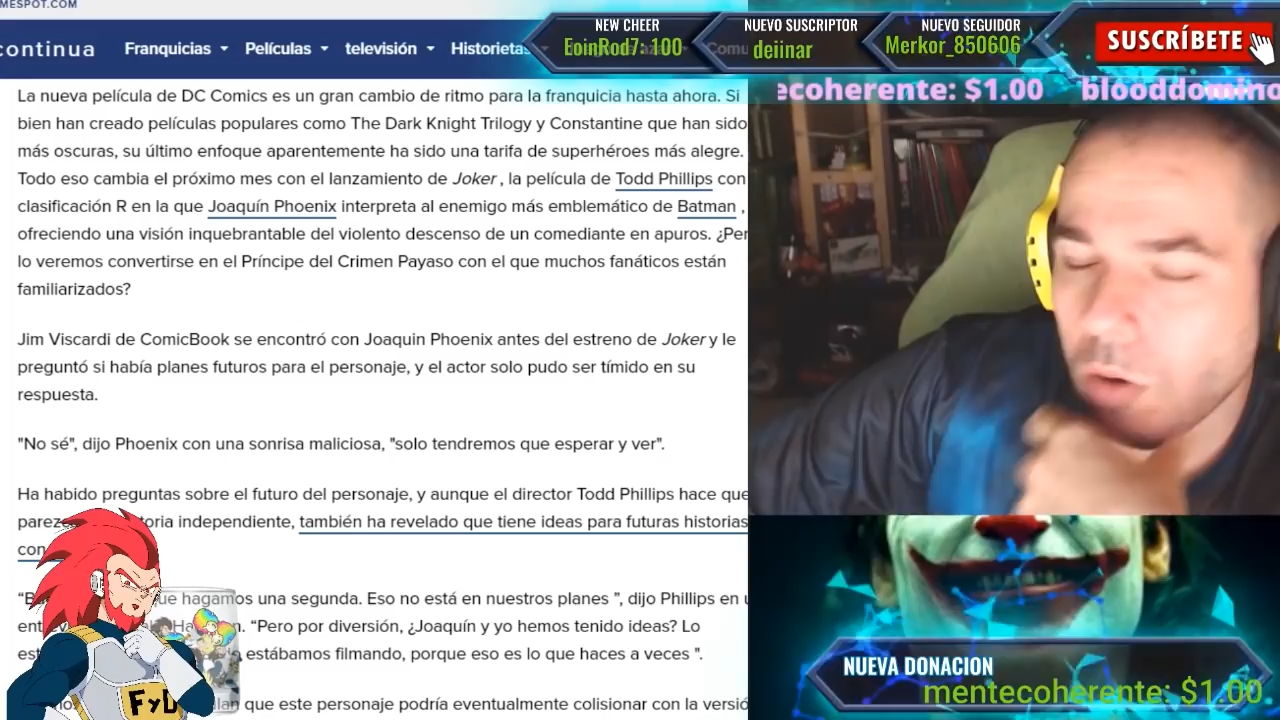 MESPOT.COM
continua
Franquicias
Películas
televisión
Historietas
NEW CHEER
EoinRod7: 100
NUEVO SUSCRIPTOR
deiinar
NUEVO SEGUIDOR
Merkor_850606
SUSCRÍBETE
ecoherente: $1.00 blooddomino
La nueva película de DC Comics es un gran cambio de ritmo para la franquicia hasta ahora. Si
bien han creado películas populares como The Dark Knight Trilogy y Constantine que han sido
más oscuras, su último enfoque aparentemente ha sido una tarifa de superhéroes más alegre.
Todo eso cambia el próximo mes con el lanzamiento de Joker , la película de Todd Phillips con
clasificación R en la que Joaquín Phoenix interpreta al enemigo más emblemático de Batman ,
ofreciendo una visión inquebrantable del violento descenso de un comediante en apuros. ¿Per
lo veremos convertirse en el Príncipe del Crimen Payaso con el que muchos fanáticos están
familiarizados?
Jim Viscardi de ComicBook se encontró con Joaquin Phoenix antes del estreno de Joker y le
preguntó si había planes futuros para el personaje, y el actor solo pudo ser tímido en su
respuesta.
"No sé", dijo Phoenix con una sonrisa maliciosa, "solo tendremos que esperar y ver".
Ha habido preguntas sobre el futuro del personaje, y aunque el director Todd Phillips hace que
parez toria independiente, también ha revelado que tiene ideas para futuras historias
con
ue hagamos una segunda. Eso no está en nuestros planes ”, dijo Phillips en u
ent “Pero por diversión, ¿Joaquín y yo hemos tenido ideas? Lo
est estábamos filmando, porque eso es lo que haces a veces ”.
que este personaje podría eventualmente colisionar con la versió
FyD
NUEVA DONACION
mentecoherente: $1.00